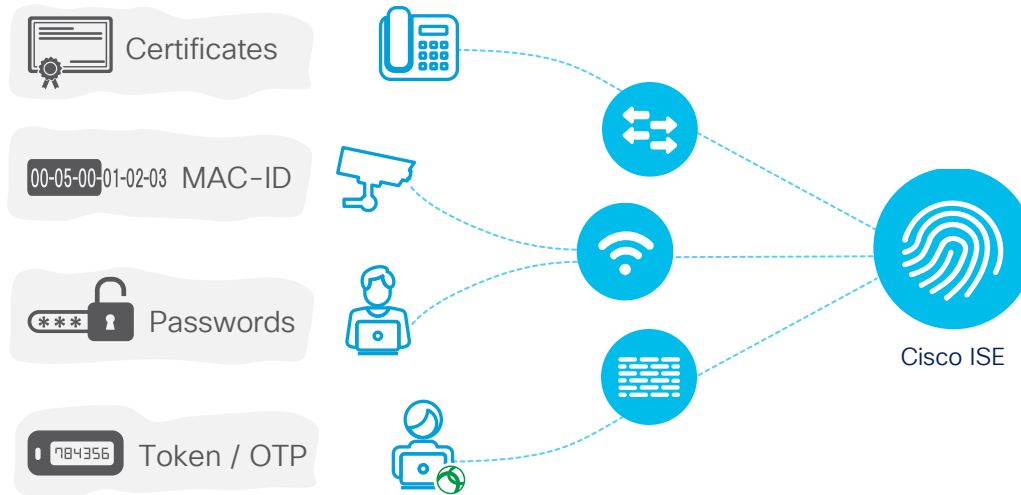 Certificates
00-05-00-01-02-03 MAC-ID
*** Passwords
784356 Token / OTP
Cisco ISE